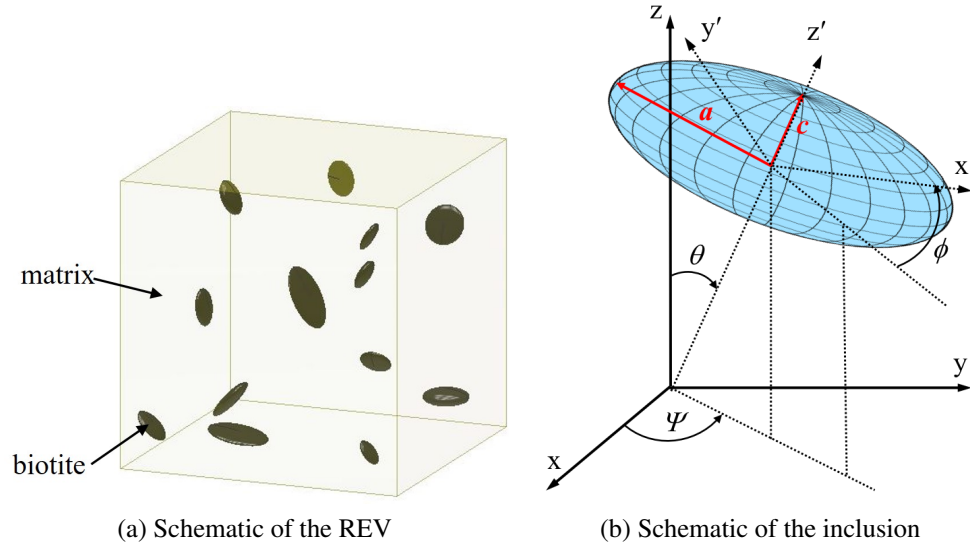 matrix
biotite
(a) Schematic of the REV
z
y′
z′
a
c
x
θ
ϕ
y
Ψ
x
(b) Schematic of the inclusion